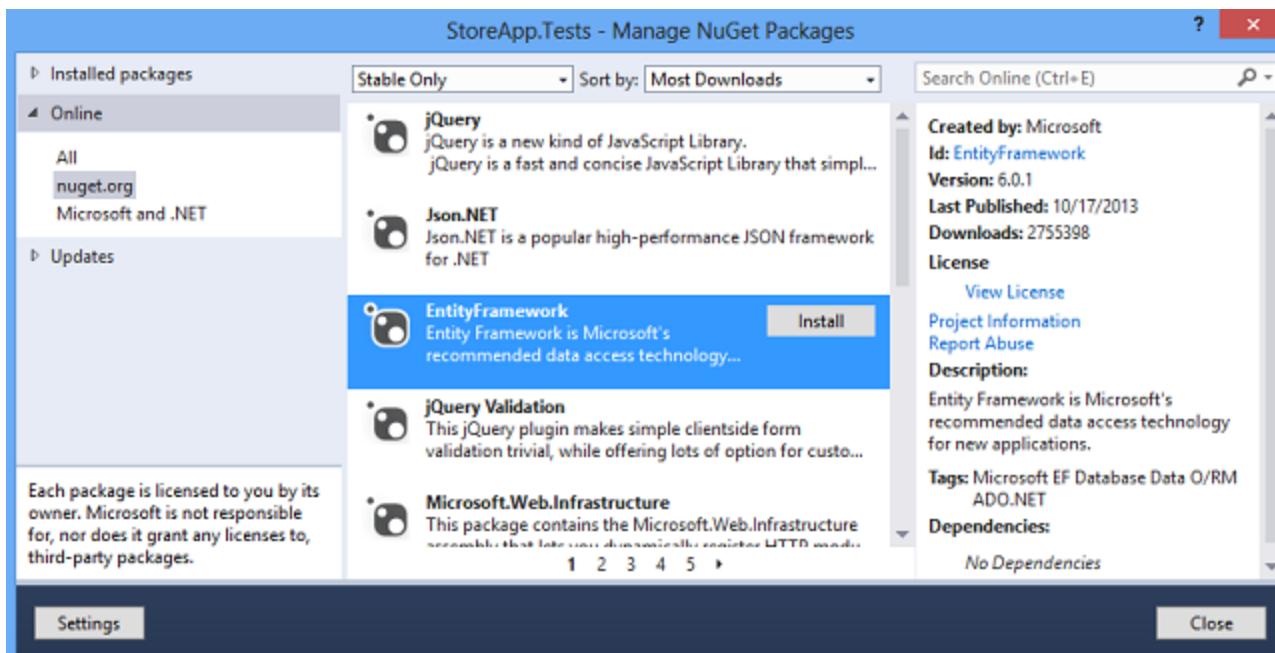 StoreApp.Tests - Manage NuGet Packages
?
×
Installed packages
Online
All
nuget.org
Microsoft and .NET
Updates
Each package is licensed to you by its
owner. Microsoft is not responsible
for, nor does it grant any licenses to,
third-party packages.
Stable Only
Sort by: Most Downloads
jQuery
jQuery is a new kind of JavaScript Library.
jQuery is a fast and concise JavaScript Library that simpl...
Json.NET
Json.NET is a popular high-performance JSON framework
for .NET
EntityFramework
Entity Framework is Microsoft's
recommended data access technology...
Install
jQuery Validation
This jQuery plugin makes simple clientside form
validation trivial, while offering lots of option for custo...
Microsoft.Web.Infrastructure
This package contains the Microsoft.Web.Infrastructure
assembly that lets you dynamically register HTTP modu
1 2 3 4 5
Search Online (Ctrl+E)
Created by: Microsoft
Id: EntityFramework
Version: 6.0.1
Last Published: 10/17/2013
Downloads: 2755398
License
View License
Project Information
Report Abuse
Description:
Entity Framework is Microsoft's
recommended data access technology
for new applications.
Tags: Microsoft EF Database Data O/RM
ADO.NET
Dependencies:
No Dependencies
Settings
Close